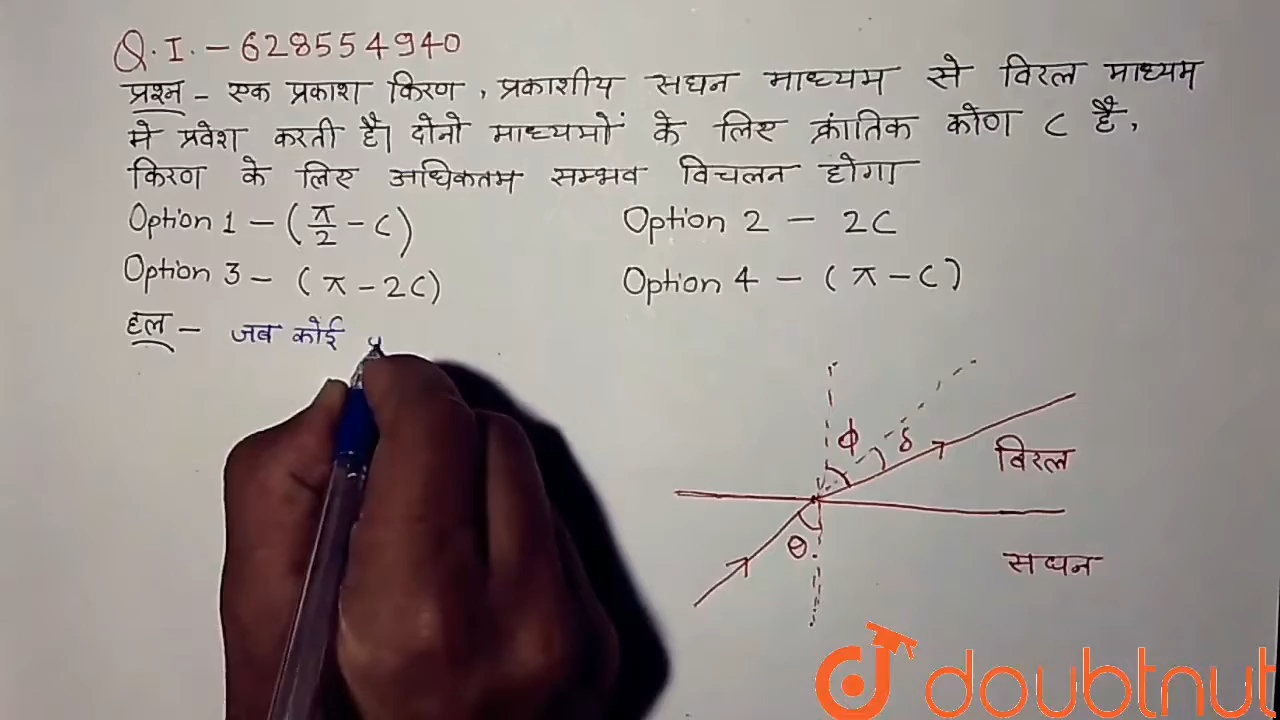 Q.I. - 628554940
प्रश्न - एक प्रकाश किरण, प्रकाशीय सघन माध्यम से विरल माध्यम
मे प्रवेश करती है। दोनो माध्यमों के लिए क्रांतिक कोण C है,
किरण के लिए अधिकतम सम्भव विचलन होगा
Option 1 - (π/2 - C) Option 2 - 2C
Option 3 - (π - 2C) Option 4 - (π - C)
हल - जब कोई
ϕ δ
विरल
θ
सघन
doubtnut